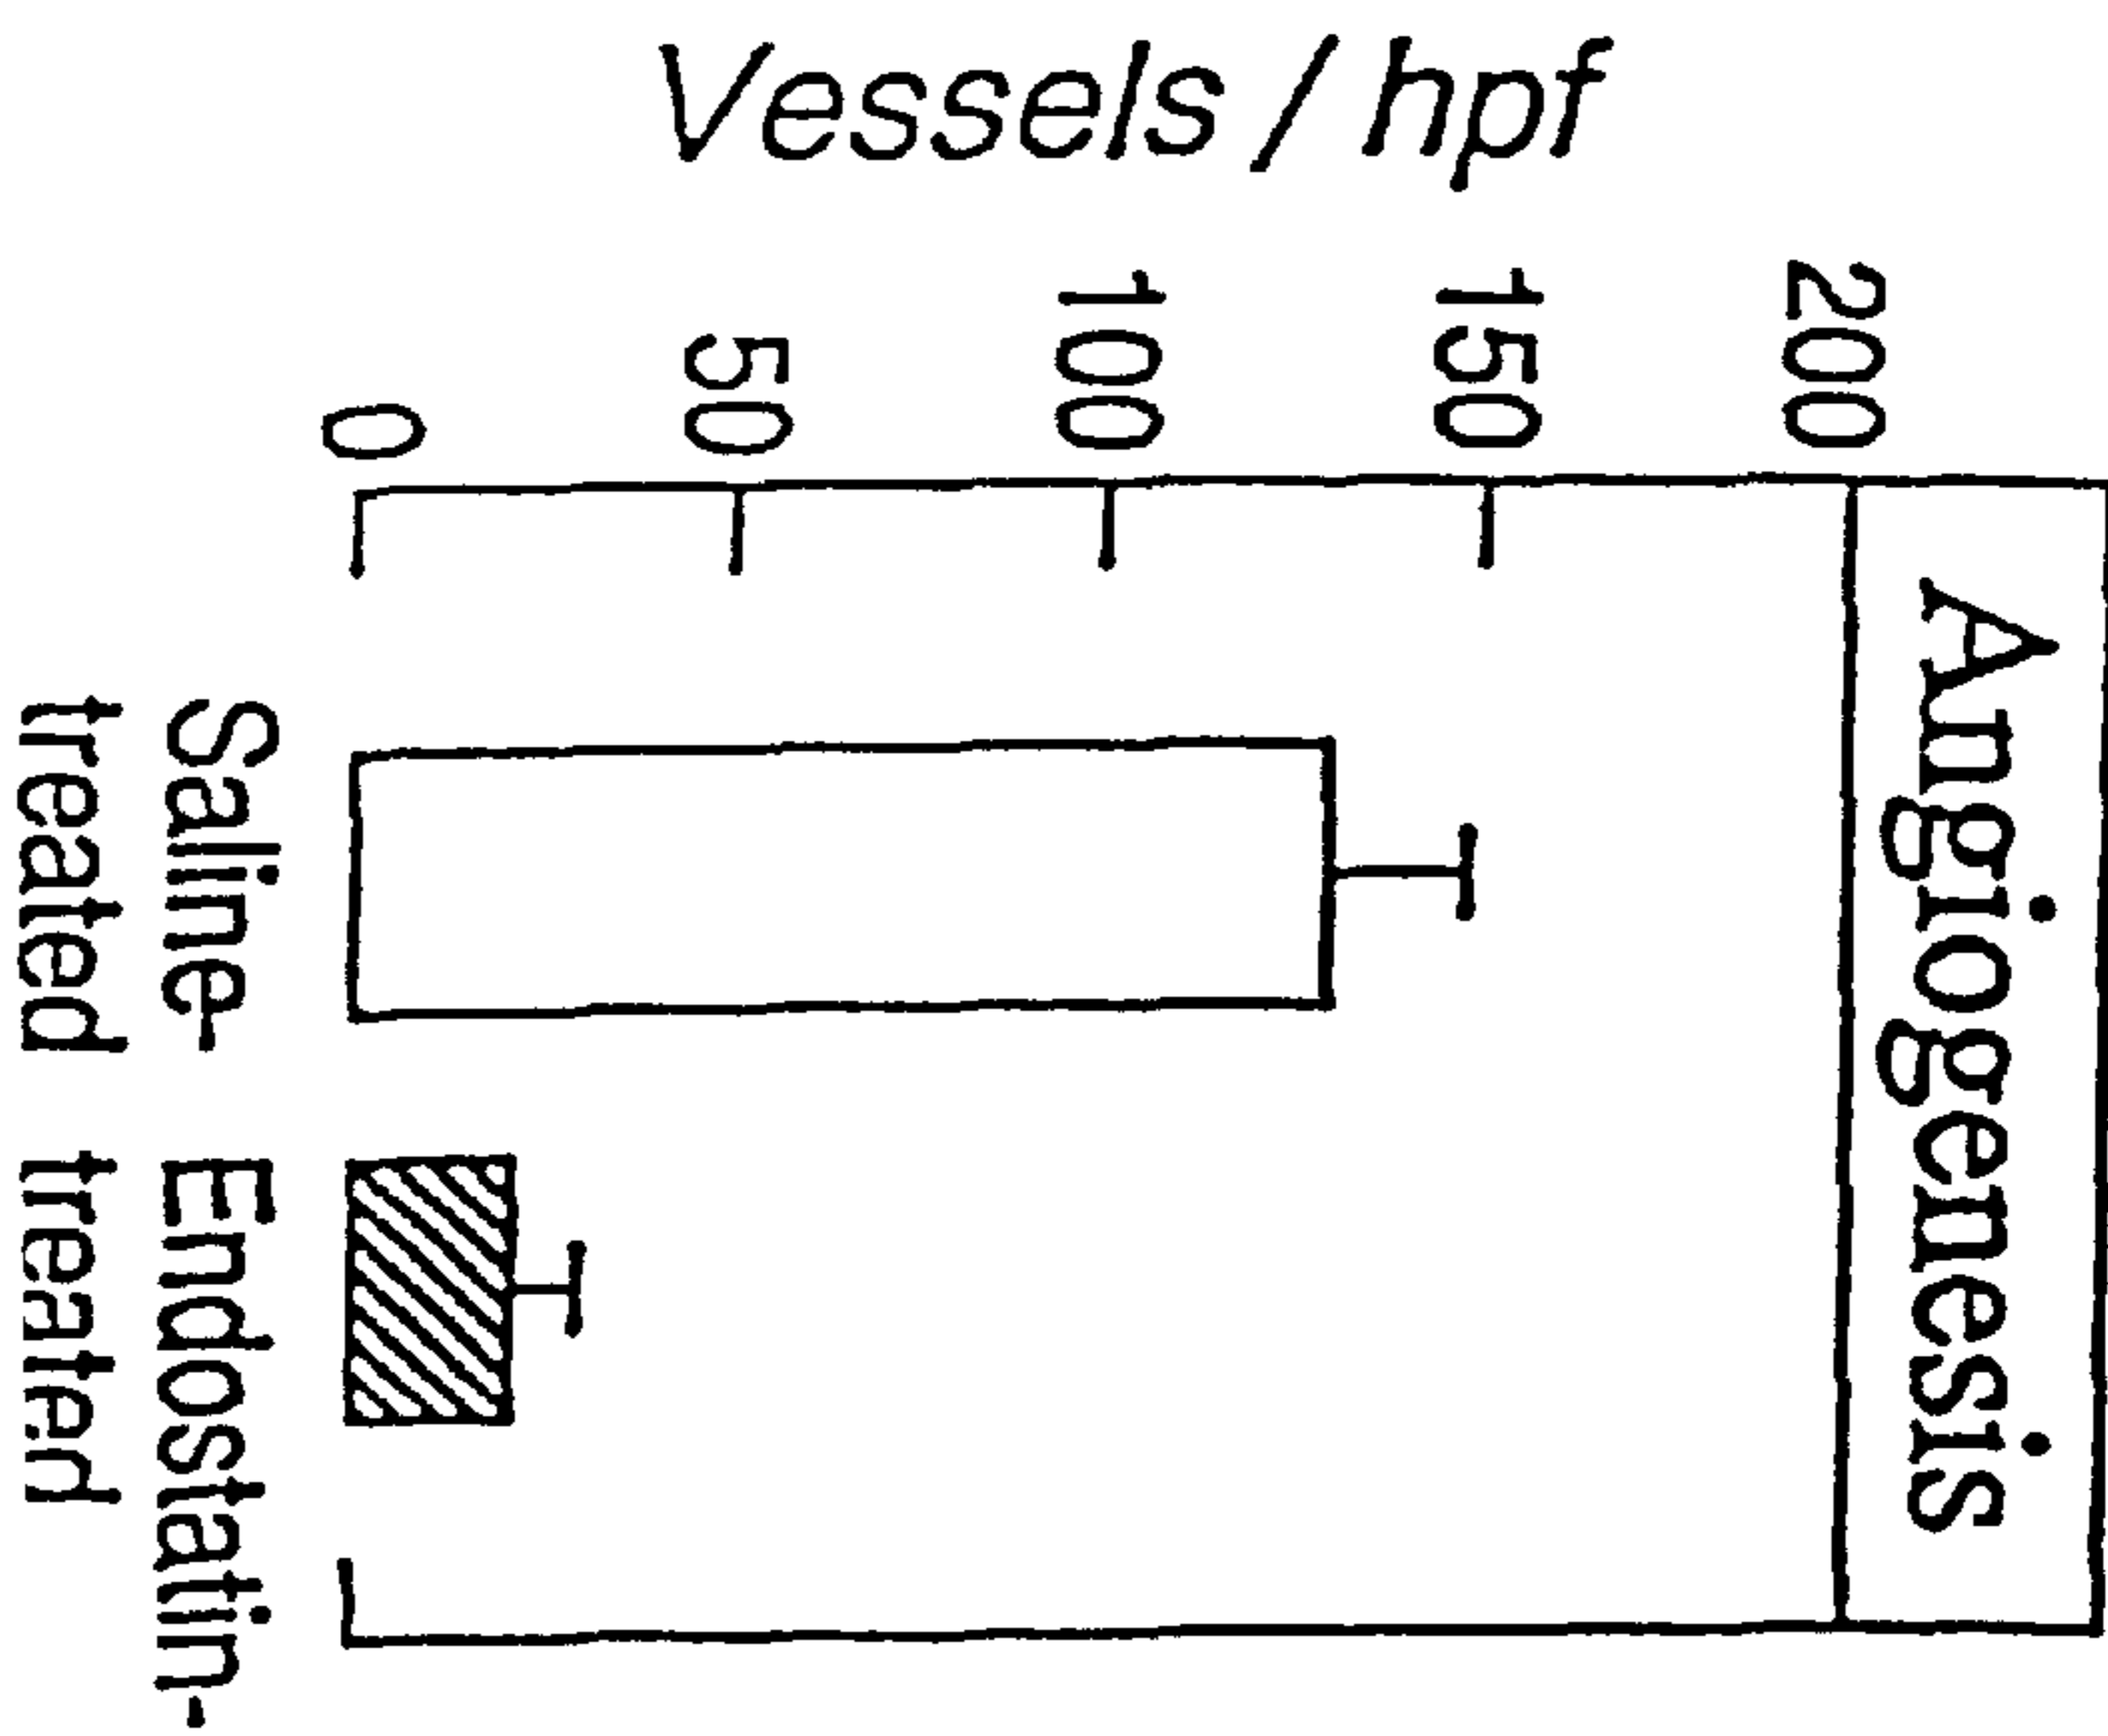 Angiogenesis
Vessels / hpf
200
150
100
50
0
Saline-
treated
Endostatin-
treated